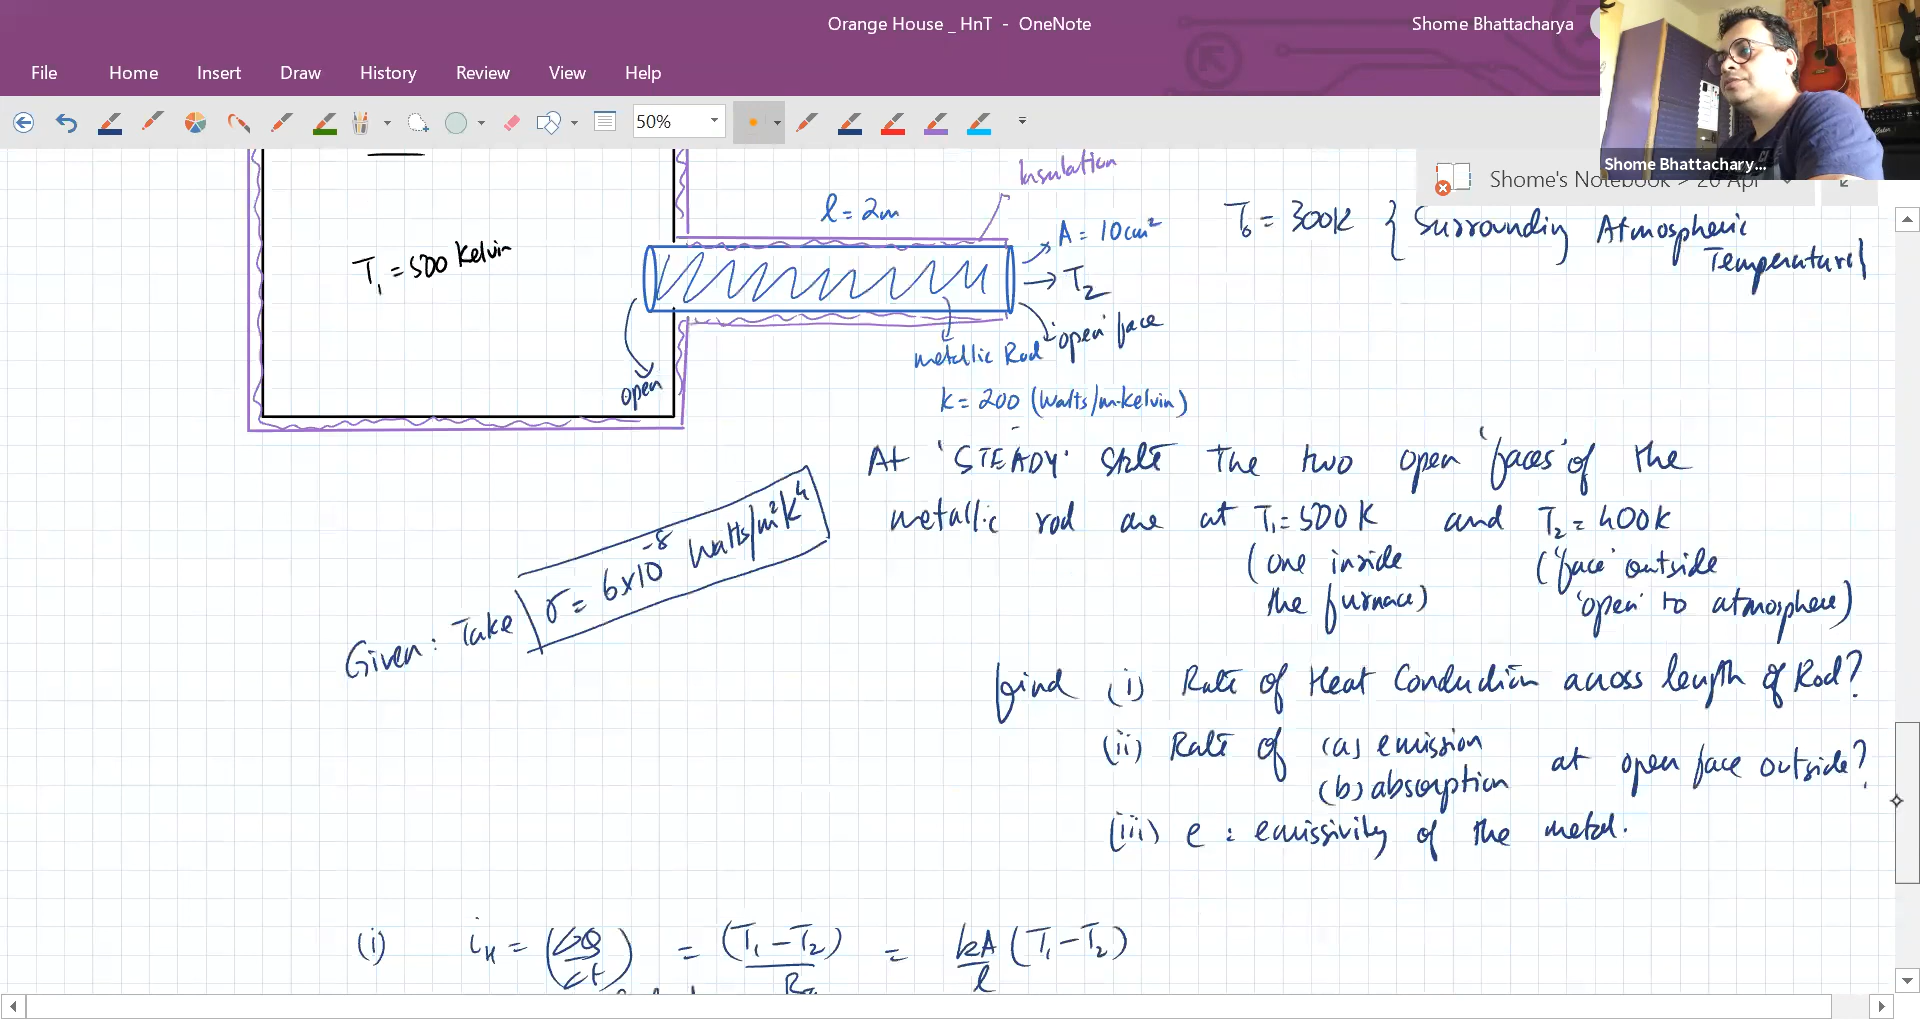 Orange House _ HnT - OneNote
Shome Bhattacharya
File Home Insert Draw History Review View Help
50%
Shome Bhattachary...
Shome's Notebook > 20 Apr
Insulation
l = 2m
A = 10cm²
T₀ = 300K { Surrounding Atmospheric Temperature }
T₁ = 500 Kelvin
→ T₂
'open' face
metallic Rod
open
k = 200 (Watts/m-Kelvin)
At 'STEADY' State the two open 'faces' of the
metallic rod are at T₁ = 500 K and T₂ = 400K
(one inside the furnace)
('face' outside 'open' to atmosphere)
Given: Take σ = 6×10⁻⁸ Watts/m²K⁴
find (i) Rate of Heat Conduction across length of Rod?
(ii) Rate of (a) emission (b) absorption at open face outside?
(iii) e = emissivity of the metal.
(i) i_H = (dQ/dt) = (T₁ - T₂) / R = kA/l (T₁ - T₂)